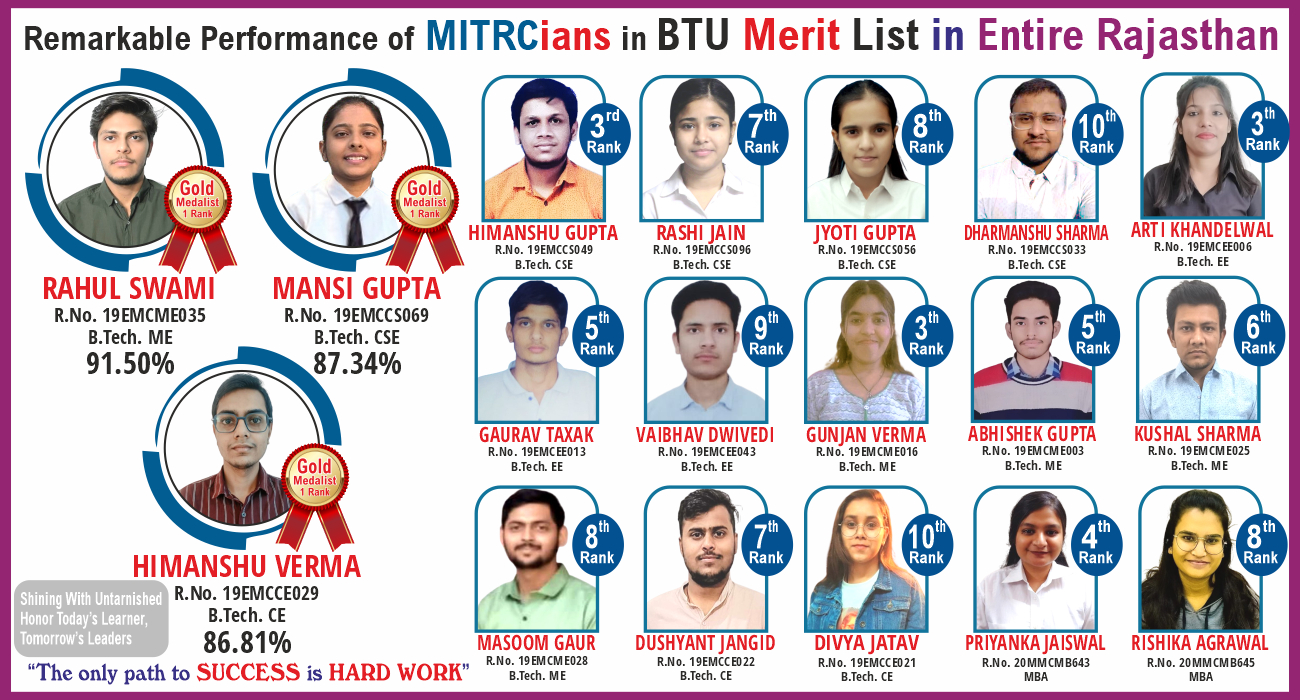 Remarkable Performance of MITRCians in BTU Merit List in Entire Rajasthan
Gold
Medalist
1 Rank
RAHUL SWAMI
R.No. 19EMCME035
B.Tech. ME
91.50%
Gold
Medalist
1 Rank
MANSI GUPTA
R.No. 19EMCCS069
B.Tech. CSE
87.34%
Gold
Medalist
1 Rank
HIMANSHU VERMA
R.No. 19EMCCE029
B.Tech. CE
86.81%
Shining With Untarnished
Honor Today's Learner,
Tomorrow's Leaders
“The only path to SUCCESS is HARD WORK”
3rd
Rank
HIMANSHU GUPTA
R.No. 19EMCCS049
B.Tech. CSE
7th
Rank
RASHI JAIN
R.No. 19EMCCS096
B.Tech. CSE
8th
Rank
JYOTI GUPTA
R.No. 19EMCCS056
B.Tech. CSE
10th
Rank
DHARMANSHU SHARMA
R.No. 19EMCCS033
B.Tech. CSE
3th
Rank
ARTI KHANDELWAL
R.No. 19EMCEE006
B.Tech. EE
5th
Rank
GAURAV TAXAK
R.No. 19EMCEE013
B.Tech. EE
9th
Rank
VAIBHAV DWIVEDI
R.No. 19EMCEE043
B.Tech. EE
3th
Rank
GUNJAN VERMA
R.No. 19EMCME016
B.Tech. ME
5th
Rank
ABHISHEK GUPTA
R.No. 19EMCME003
B.Tech. ME
6th
Rank
KUSHAL SHARMA
R.No. 19EMCME025
B.Tech. ME
8th
Rank
MASOOM GAUR
R.No. 19EMCME028
B.Tech. ME
7th
Rank
DUSHYANT JANGID
R.No. 19EMCCE022
B.Tech. CE
10th
Rank
DIVYA JATAV
R.No. 19EMCCE021
B.Tech. CE
4th
Rank
PRIYANKA JAISWAL
R.No. 20MMCMB643
MBA
8th
Rank
RISHIKA AGRAWAL
R.No. 20MMCMB645
MBA